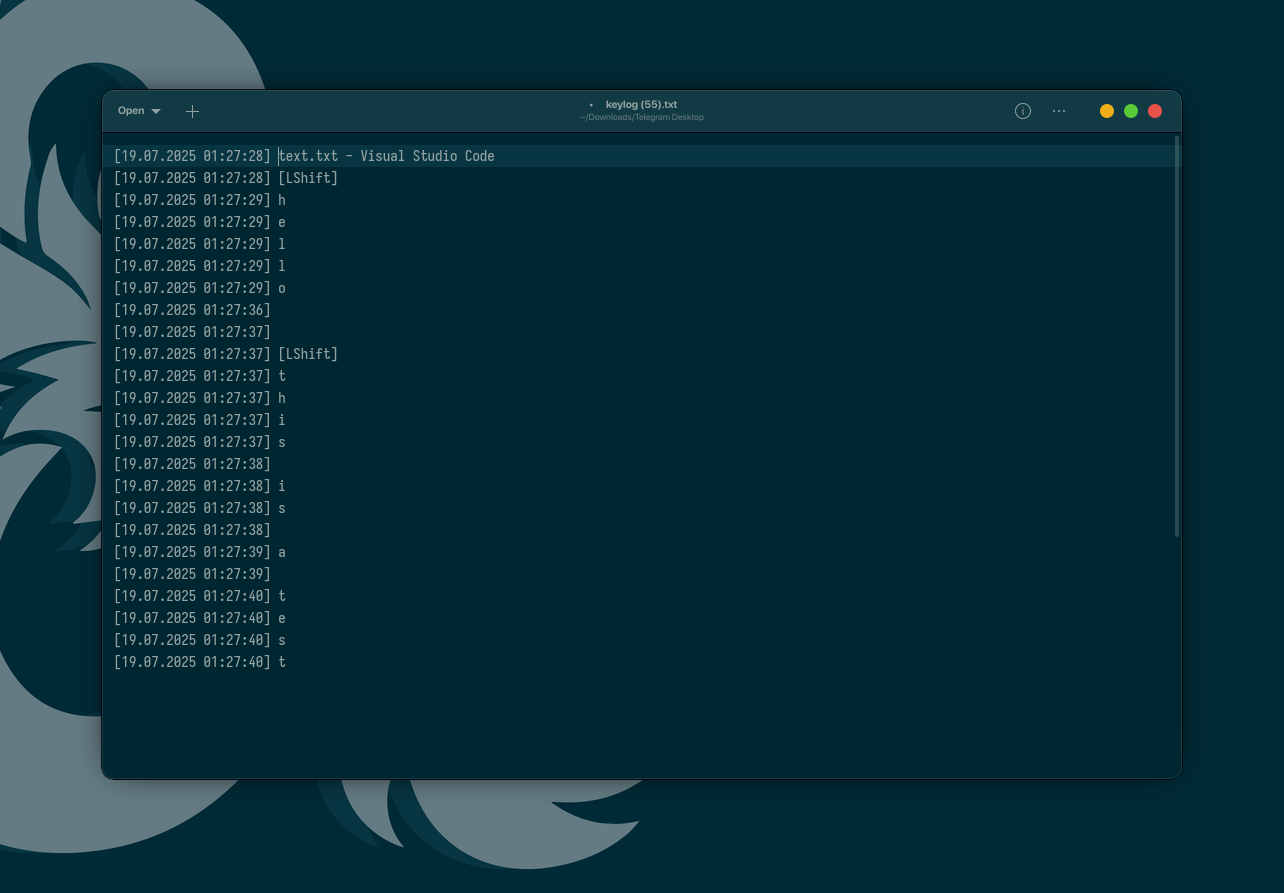 Open
• keylog (55).txt
~/Downloads/Telegram Desktop
[19.07.2025 01:27:28] text.txt – Visual Studio Code
[19.07.2025 01:27:28] [LShift]
[19.07.2025 01:27:29] h
[19.07.2025 01:27:29] e
[19.07.2025 01:27:29] l
[19.07.2025 01:27:29] l
[19.07.2025 01:27:29] o
[19.07.2025 01:27:36]
[19.07.2025 01:27:37]
[19.07.2025 01:27:37] [LShift]
[19.07.2025 01:27:37] t
[19.07.2025 01:27:37] h
[19.07.2025 01:27:37] i
[19.07.2025 01:27:37] s
[19.07.2025 01:27:38]
[19.07.2025 01:27:38] i
[19.07.2025 01:27:38] s
[19.07.2025 01:27:38]
[19.07.2025 01:27:39] a
[19.07.2025 01:27:39]
[19.07.2025 01:27:40] t
[19.07.2025 01:27:40] e
[19.07.2025 01:27:40] s
[19.07.2025 01:27:40] t